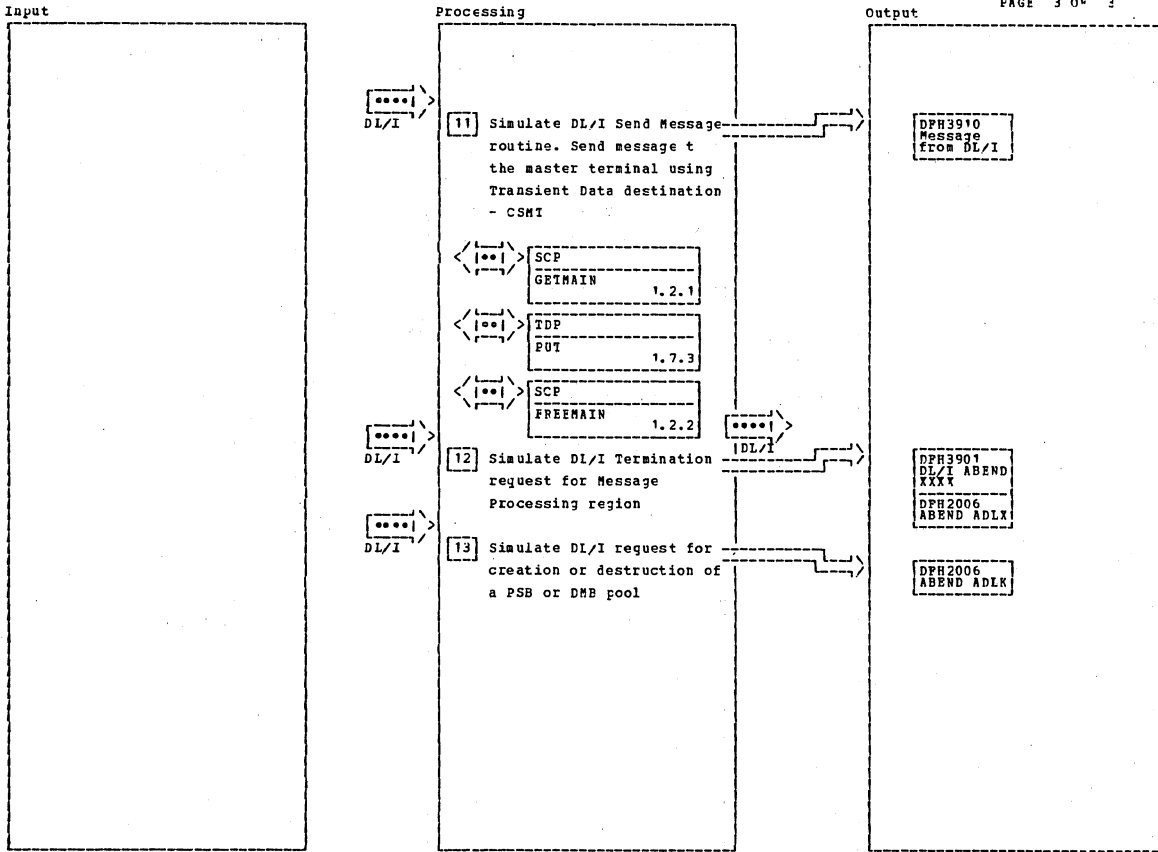 PAGE 3 OF 3
Input
Processing
Output
DL/I
11 Simulate DL/I Send Message
routine. Send message t
the master terminal using
Transient Data destination
- CSMT
DFH3910
Message
from DL/I
SCP
GETMAIN
1.2.1
TDP
PUT
1.7.3
SCP
FREEMAIN
1.2.2
DL/I
DL/I
12 Simulate DL/I Termination
request for Message
Processing region
DFH3901
DL/I ABEND
XXXX
DFH2006
ABEND ADLX
DL/I
13 Simulate DL/I request for
creation or destruction of
a PSB or DMB pool
DFH2006
ABEND ADLK